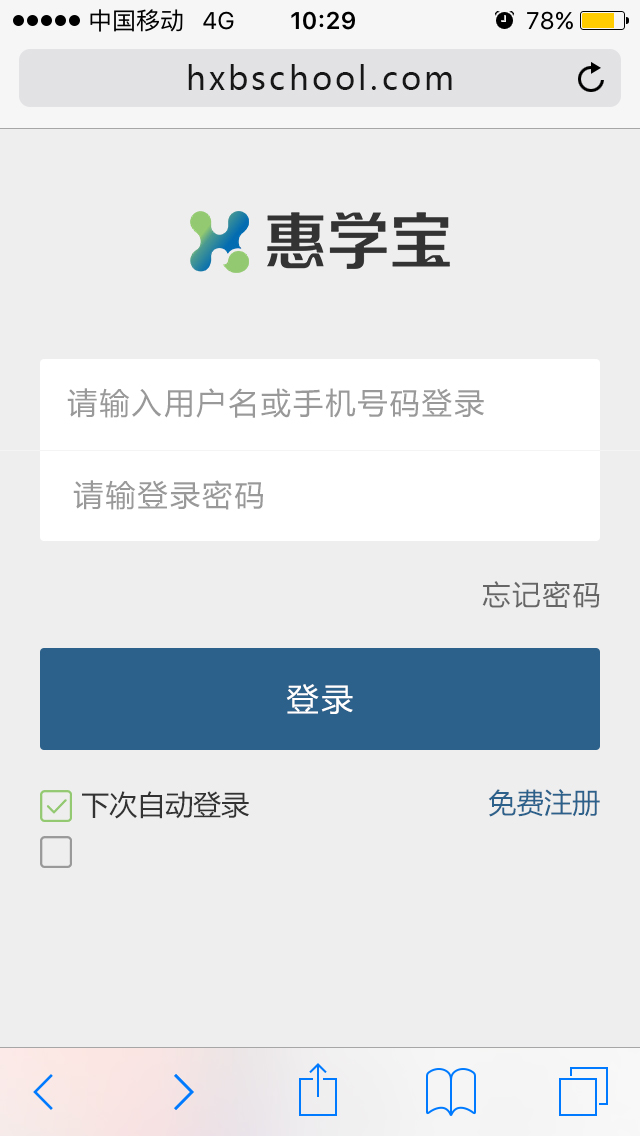 中国移动 4G 10:29 78%
hxbschool.com
惠学宝
请输入用户名或手机号码登录
请输登录密码
忘记密码
登录
下次自动登录 免费注册